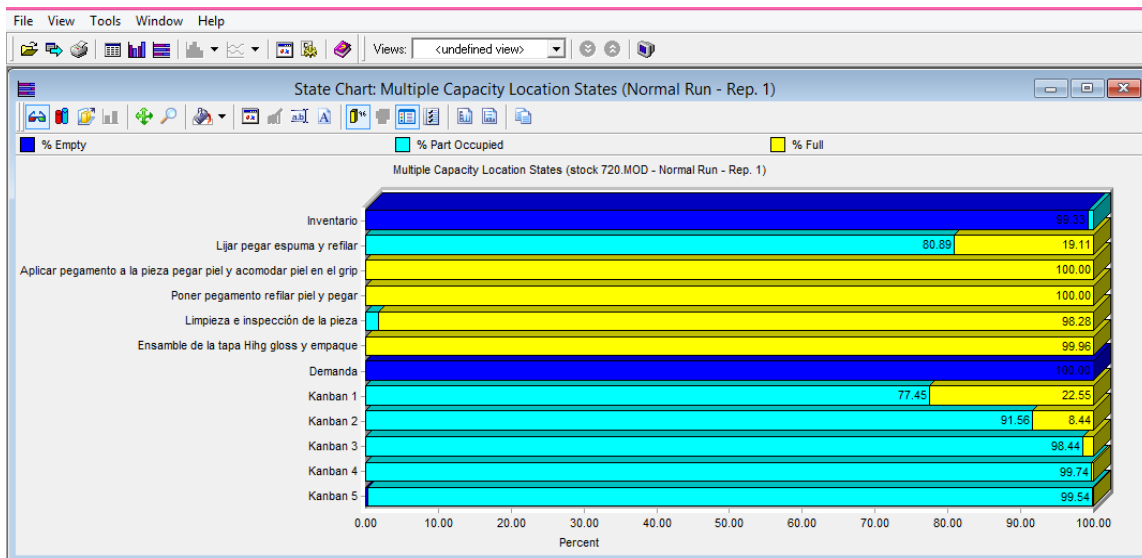 File View Tools Window Help
Views: <undefined view>
State Chart: Multiple Capacity Location States (Normal Run - Rep. 1)
% Empty % Part Occupied % Full
Multiple Capacity Location States (stock 720.MOD - Normal Run - Rep. 1)
Inventario 99.33
Lijar pegar espuma y refilar 80.89 19.11
Aplicar pegamento a la pieza pegar piel y acomodar piel en el grip 100.00
Poner pegamento refilar piel y pegar 100.00
Limpieza e inspección de la pieza 98.28
Ensamble de la tapa Hihg gloss y empaque 99.96
Demanda 100.00
Kanban 1 77.45 22.55
Kanban 2 91.56 8.44
Kanban 3 98.44
Kanban 4 99.74
Kanban 5 99.54
0.00 10.00 20.00 30.00 40.00 50.00 60.00 70.00 80.00 90.00 100.00
Percent